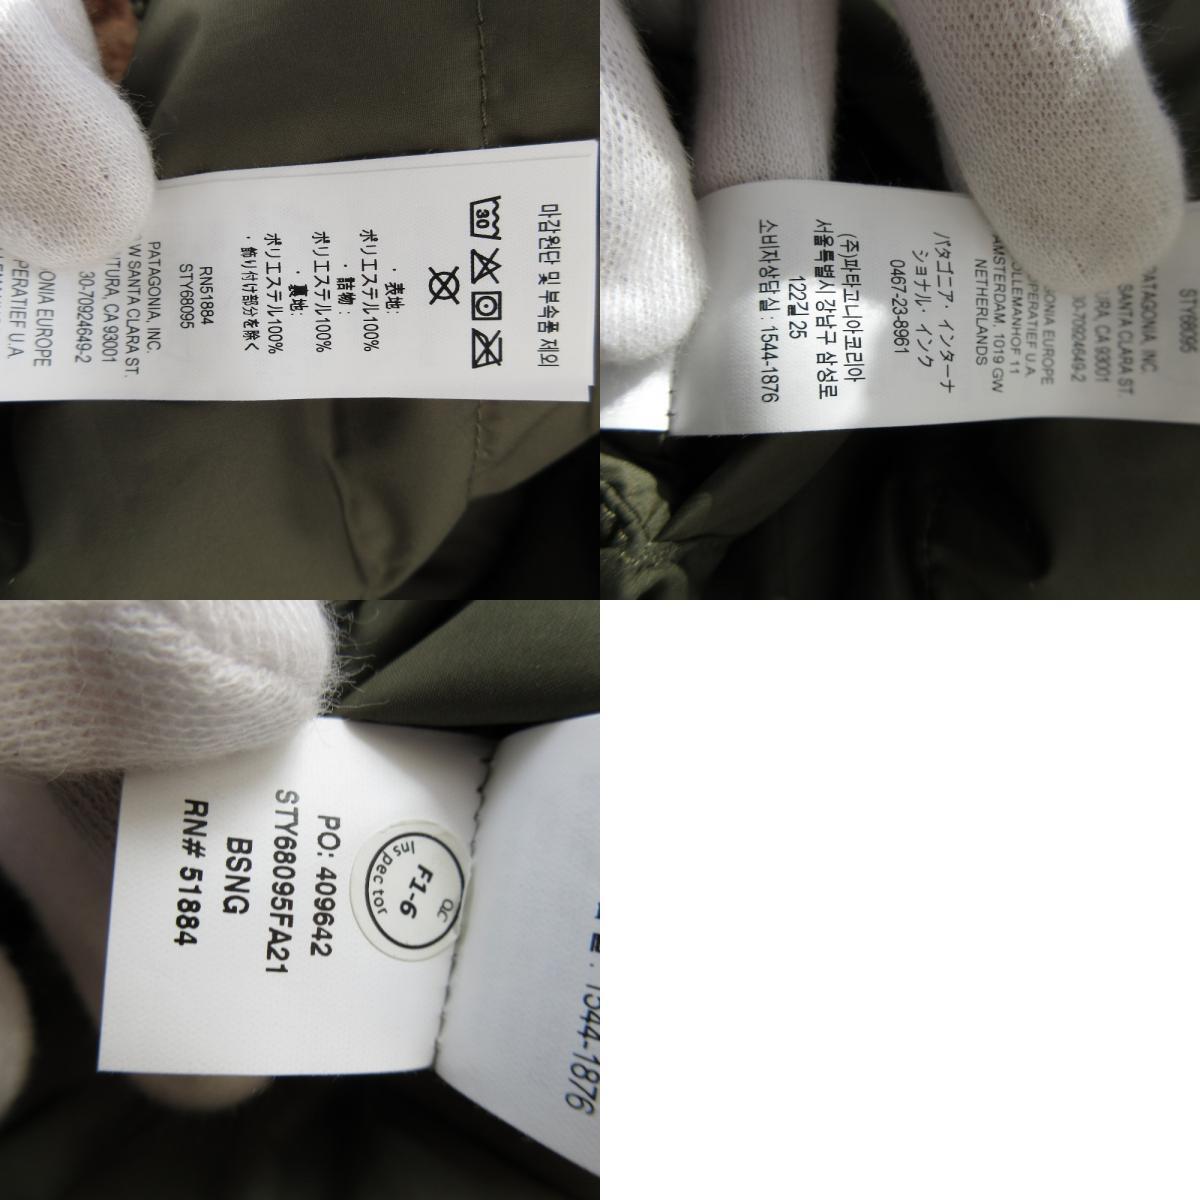 마감원단 및 부속품 제외
30
・表地:
ポリエステル100%
・詰物:
ポリエステル100%
・裏地:
ポリエステル100%
・飾り付け部分を除く
RN51884
STY68095
PATAGONIA, INC.
W SANTA CLARA ST.
TURA, CA 93001
30-70924649-2
ONIA EUROPE
PERATIEF U.A
STY68095
PATAGONIA, INC
SANTA CLARA ST.
URA, CA 93001
30-70924649-2
GONIA EUROPE
PERATIEF U.A.
OLLEMANHOF 11
AMSTERDAM, 1019 GW
NETHERLANDS
パタゴニア・インターナ
ショナル・インク
0467-23-8961
(주)파타고니아코리아
서울특별시 강남구 삼성로
122길 25
소비자상담실 : 1544-1876
QC
Inspector
F1-6
PO: 409642
STY68095FA21
BSNG
RN# 51884
: 1544-1876